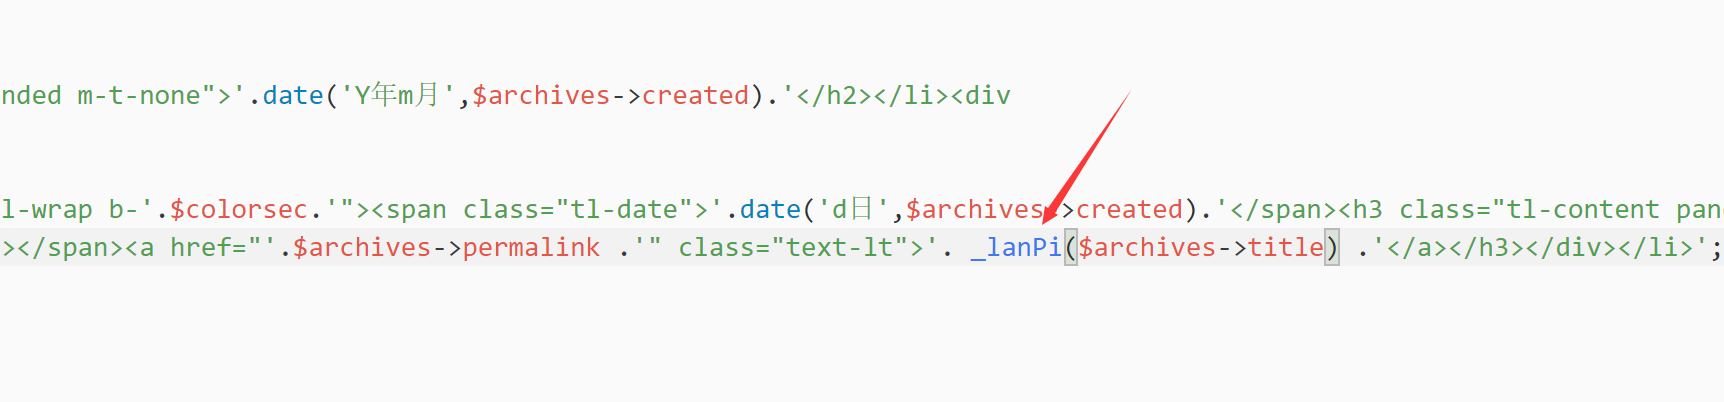 nded m-t-none">'.date('Y年m月',$archives->created).'</h2></li><div
l-wrap b-'.$colorsec.'"><span class="tl-date">'.date('d日',$archives->created).'</span><h3 class="tl-content pan
></span><a href="'.$archives->permalink .'" class="text-lt">'. _lanPi($archives->title) .'</a></h3></div></li>';